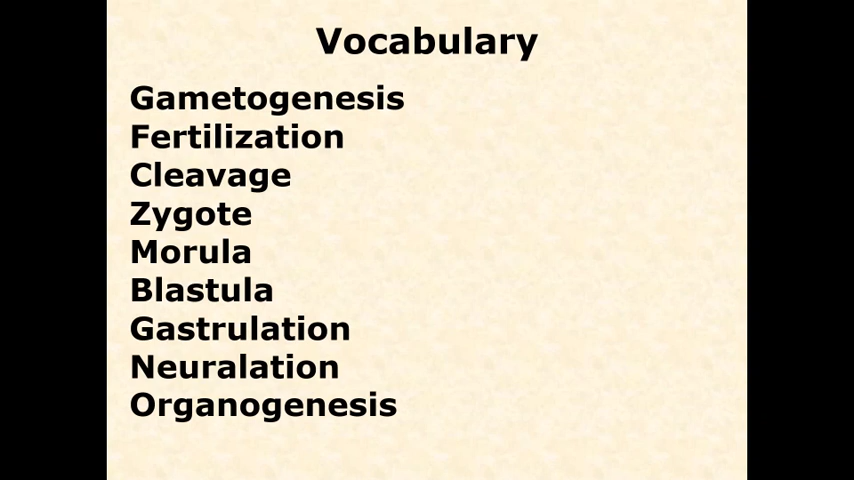 Vocabulary
Gametogenesis
Fertilization
Cleavage
Zygote
Morula
Blastula
Gastrulation
Neuralation
Organogenesis